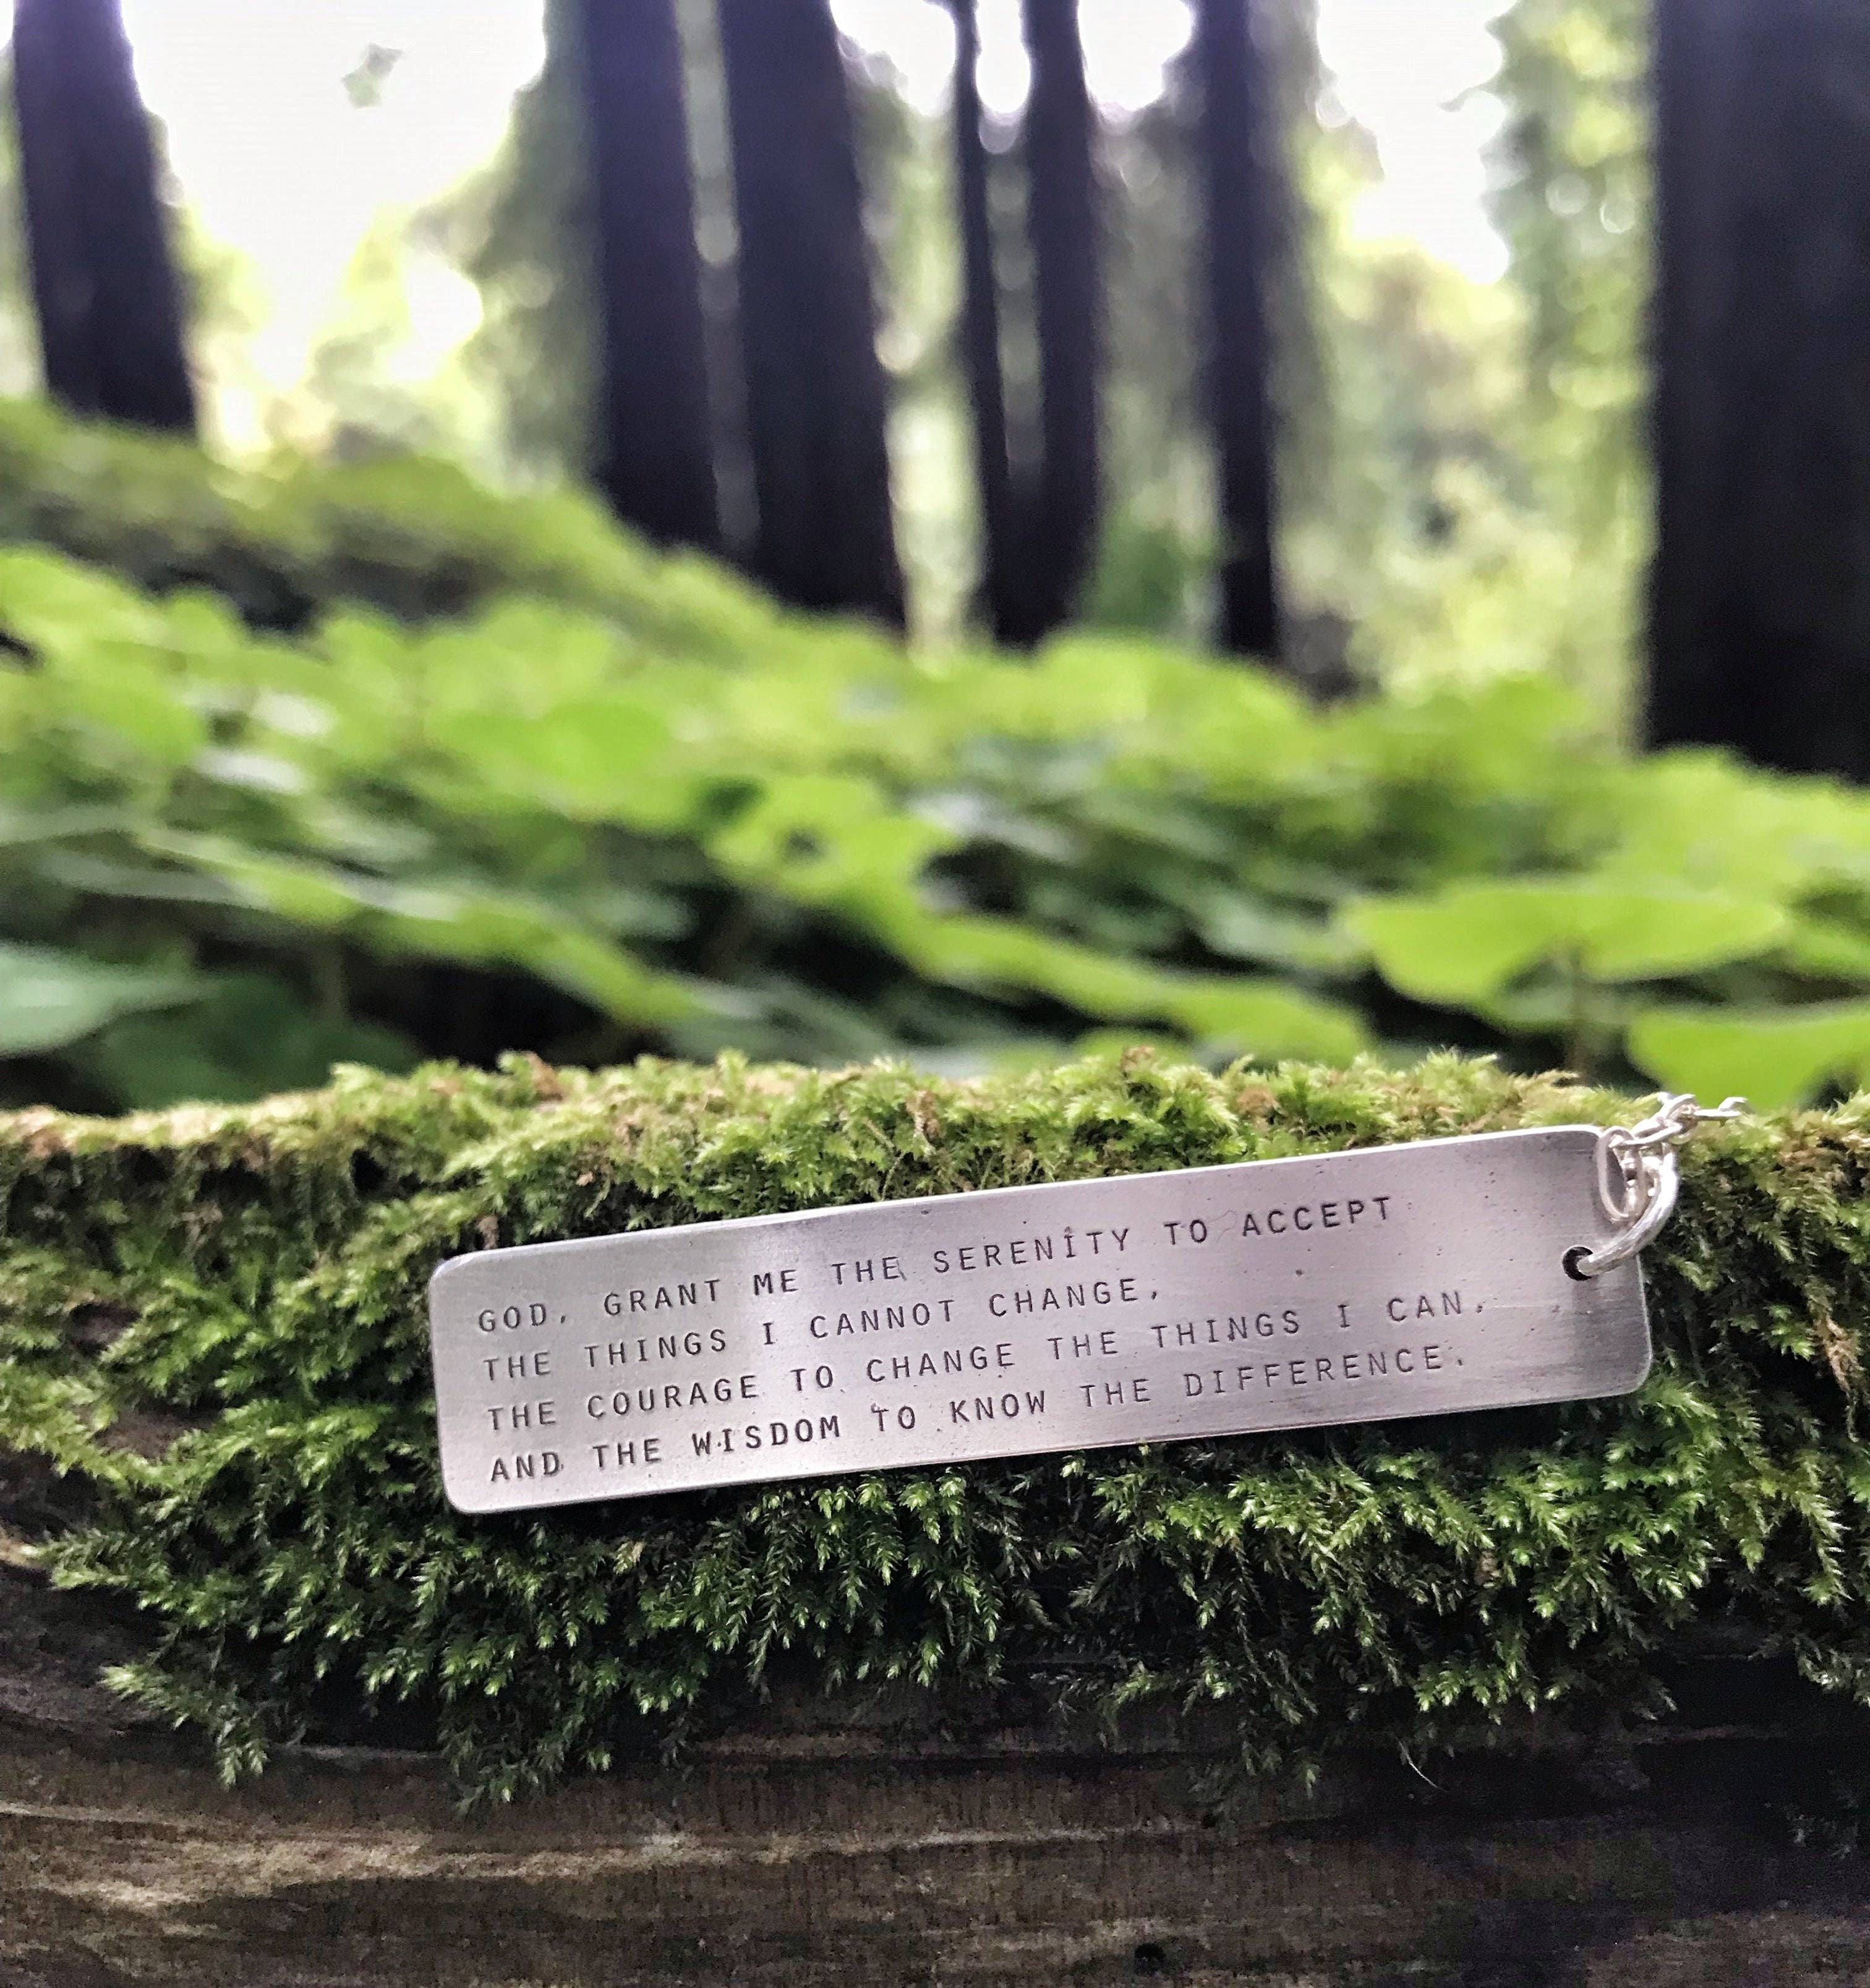 GOD, GRANT ME THE SERENITY TO ACCEPT
THE THINGS I CANNOT CHANGE,
THE COURAGE TO CHANGE THE THINGS I CAN,
AND THE WISDOM TO KNOW THE DIFFERENCE.